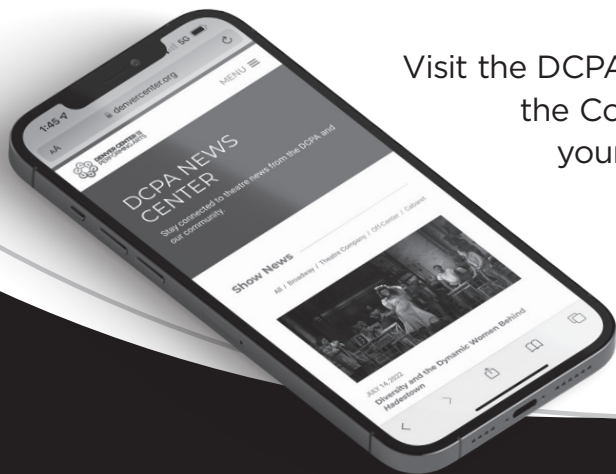 Visit the DCPA
the Co
your
1:45
5G
AA
denvercenter.org
MENU
DENVER CENTER
PERFORMING ARTS
DCPA NEWS
CENTER
Stay connected to theatre news from the DCPA and
our community.
Show News
All / Broadway / Theatre Company / Off-Center / Cabaret
JULY 14, 2022
Diversity and the Dynamic Women Behind
Hadestown